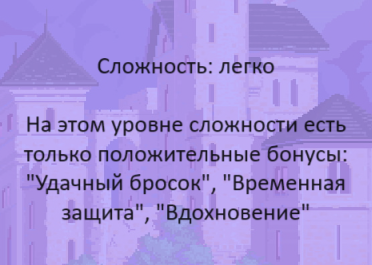 Сложность: легко
На этом уровне сложности есть
только положительные бонусы:
"Удачный бросок", "Временная
защита", "Вдохновение"